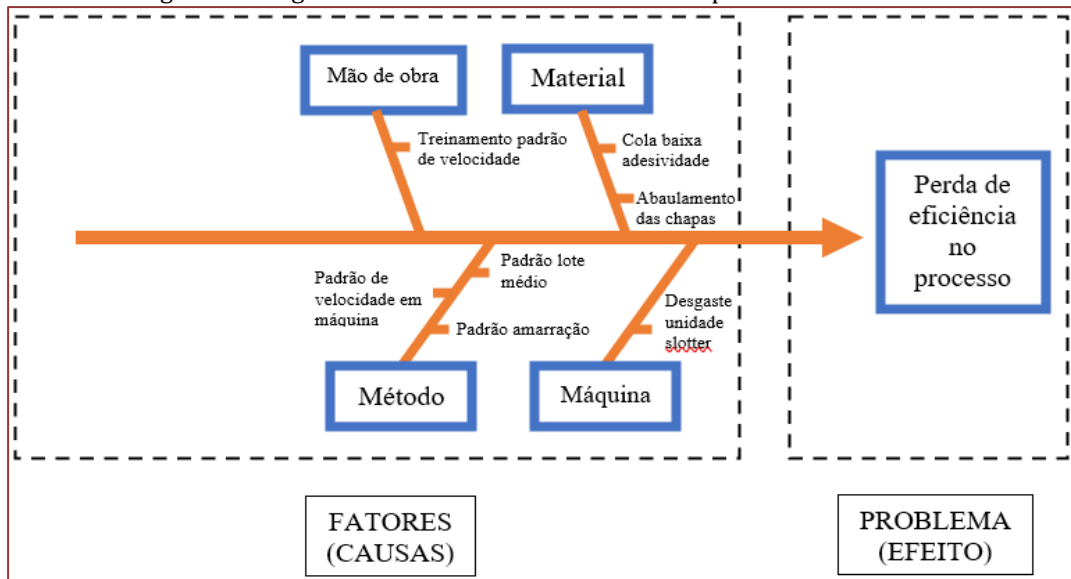 Mão de obra
Material
Treinamento padrão
de velocidade
Cola baixa
adesividade
Abaulamento
das chapas
Perda de
eficiência
no
processo
Padrão lote
médio
Padrão de
velocidade em
máquina
Padrão amarração
Desgaste
unidade
slotter
Método
Máquina
FATORES
(CAUSAS)
PROBLEMA
(EFEITO)